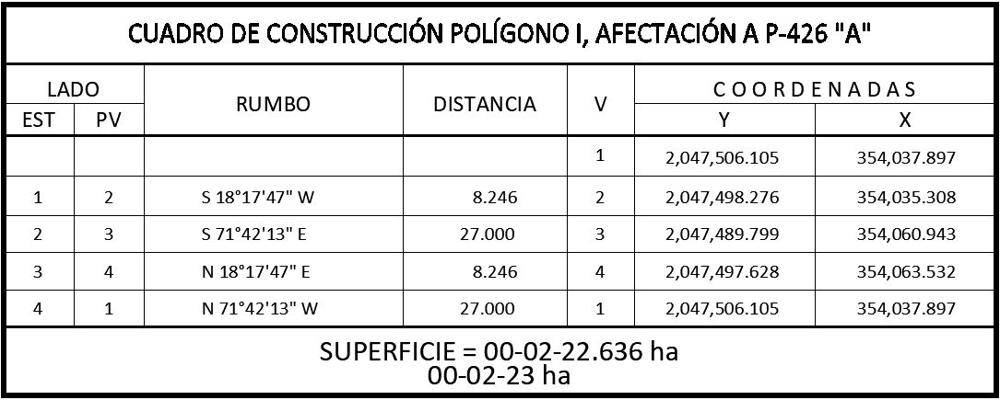 CUADRO DE CONSTRUCCIÓN POLÍGONO I, AFECTACIÓN A P-426 "A"
LADO RUMBO DISTANCIA V C O O R D E N A D A S
EST PV Y X
1 2,047,506.105 354,037.897
1 2 S 18°17'47" W 8.246 2 2,047,498.276 354,035.308
2 3 S 71°42'13" E 27.000 3 2,047,489.799 354,060.943
3 4 N 18°17'47" E 8.246 4 2,047,497.628 354,063.532
4 1 N 71°42'13" W 27.000 1 2,047,506.105 354,037.897
SUPERFICIE = 00-02-22.636 ha
00-02-23 ha